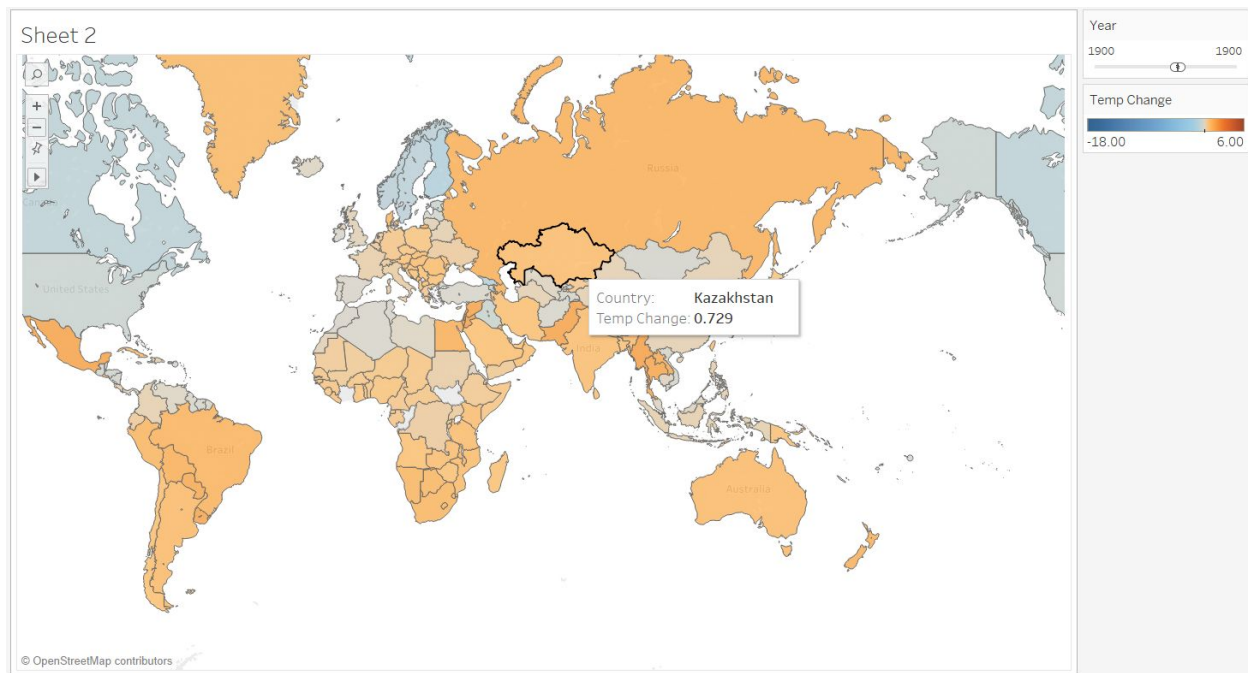 Sheet 2
Year
1900 1900
Temp Change
-18.00 6.00
Canada
Russia
United States
Country: Kazakhstan
Temp Change: 0.729
India
Brazil
Australia
© OpenStreetMap contributors